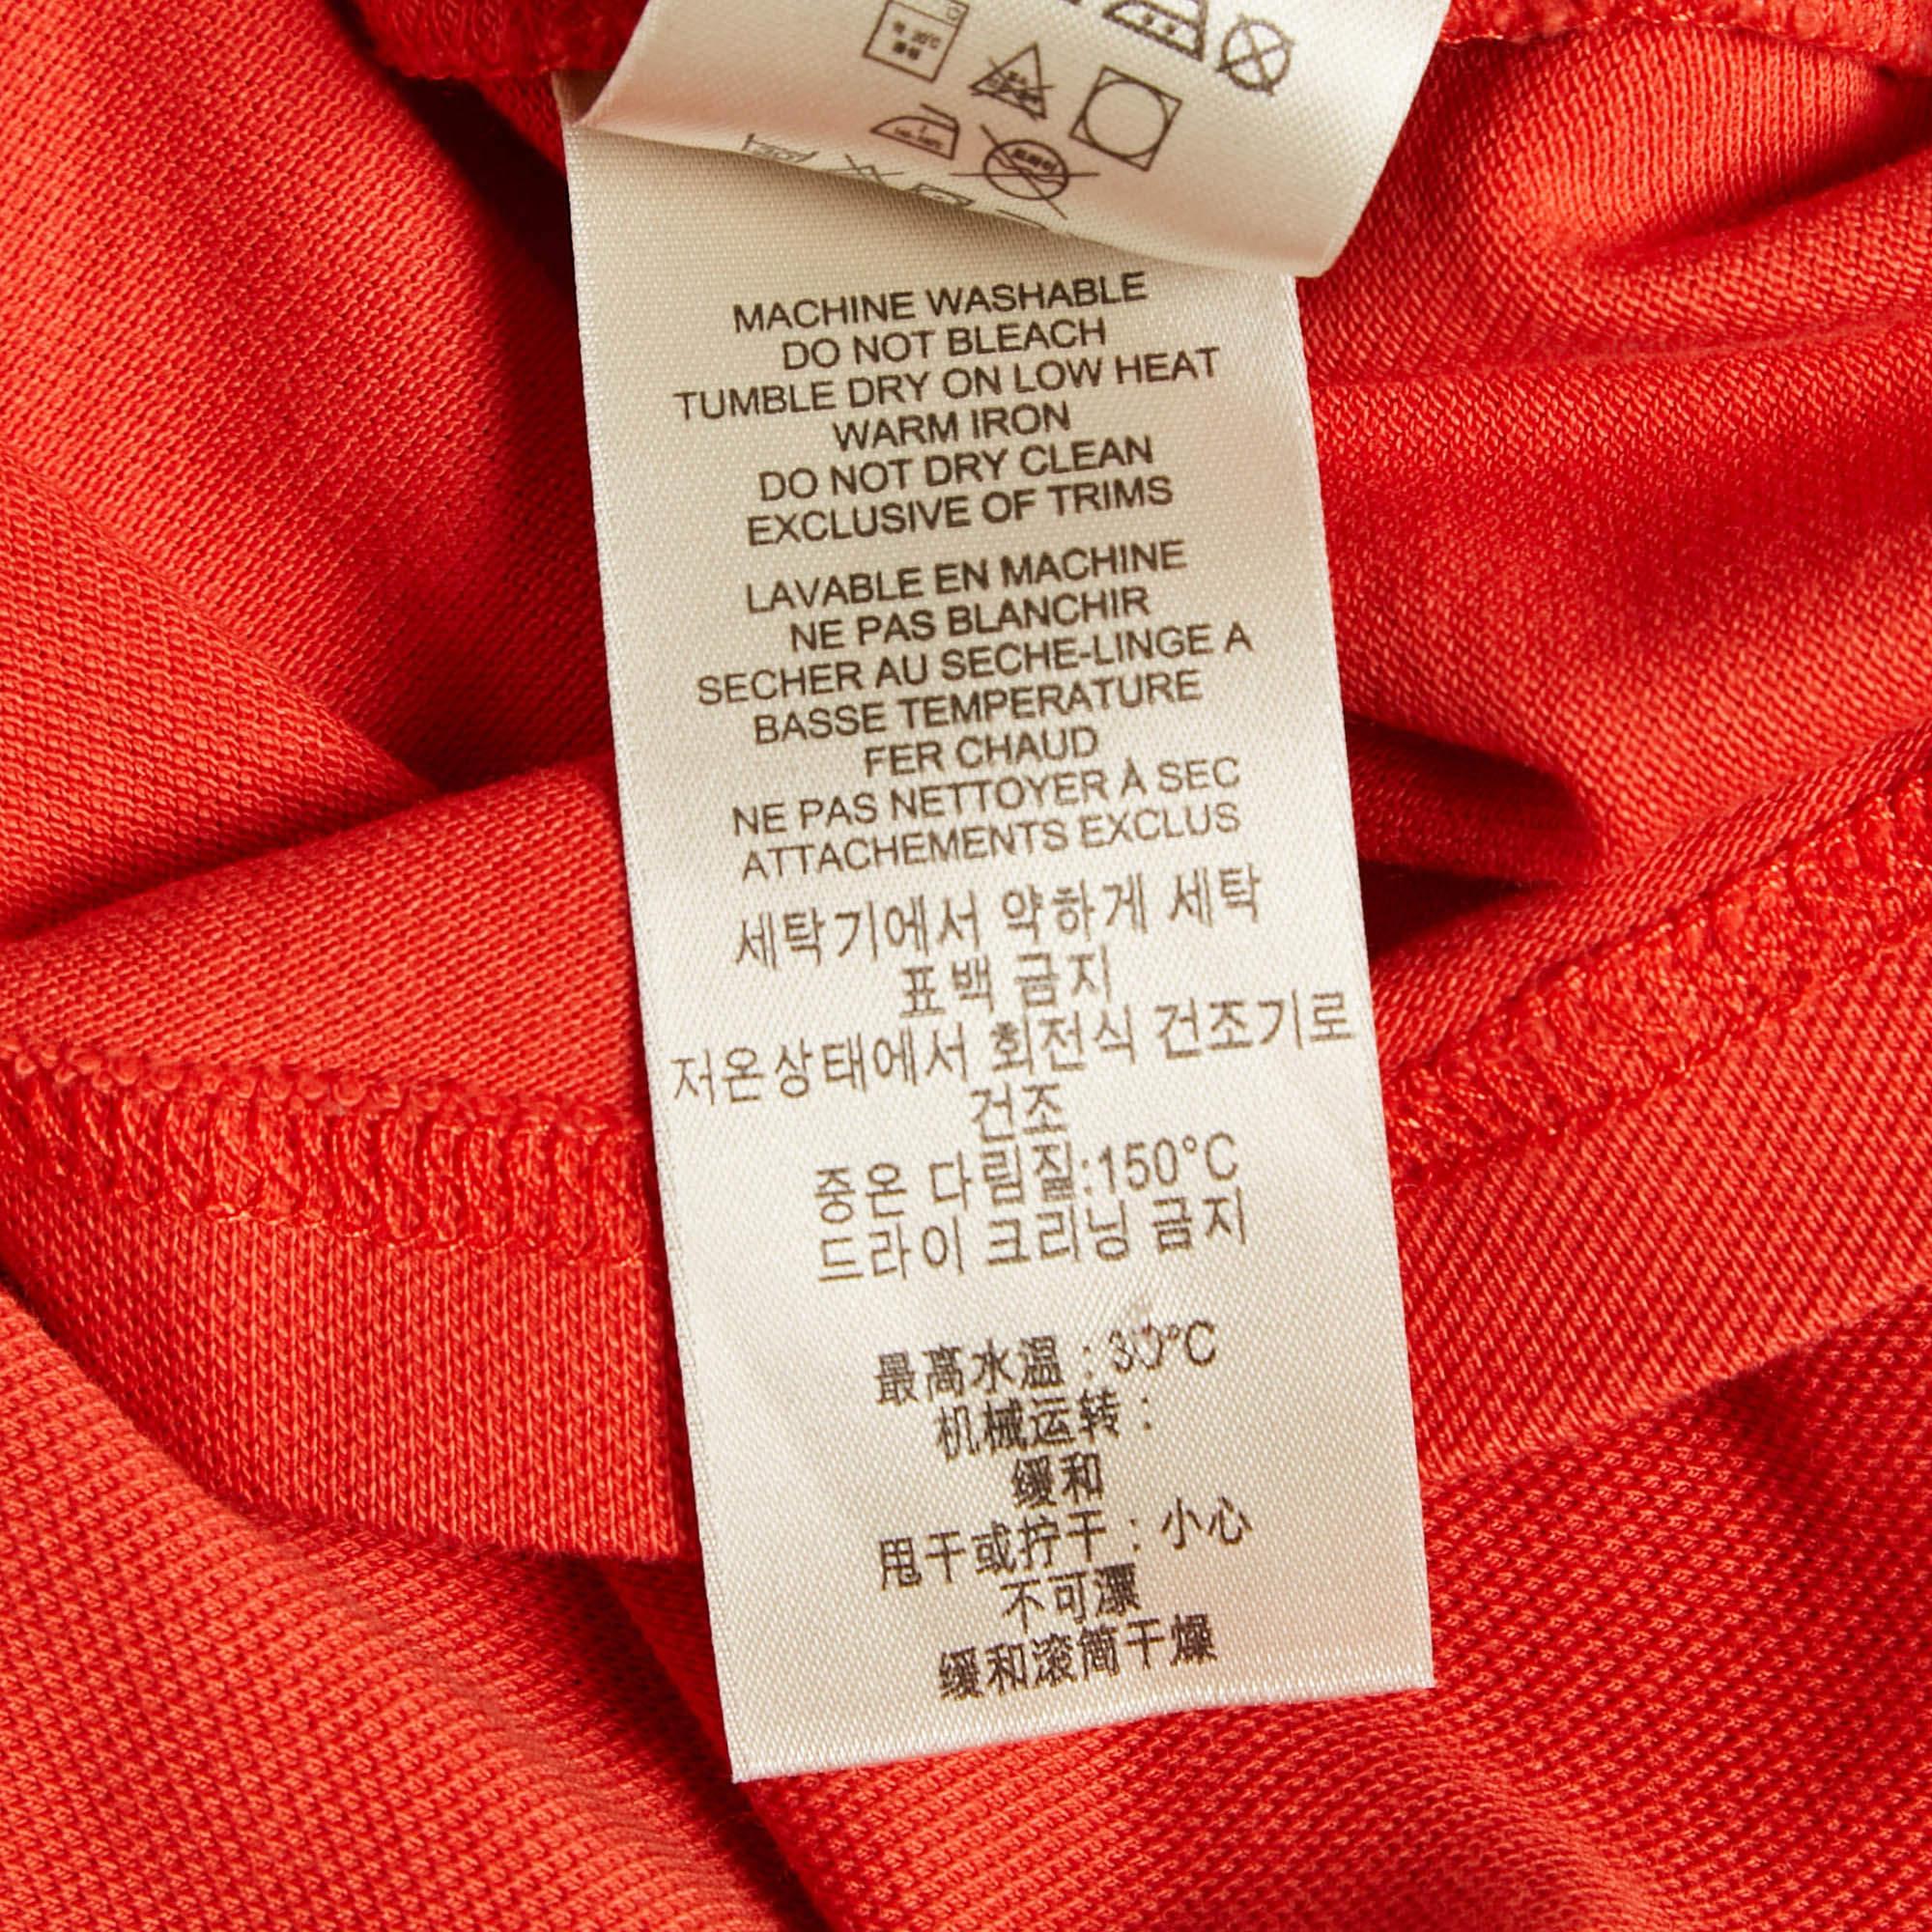 MACHINE WASHABLE
DO NOT BLEACH
TUMBLE DRY ON LOW HEAT
WARM IRON
DO NOT DRY CLEAN
EXCLUSIVE OF TRIMS
LAVABLE EN MACHINE
NE PAS BLANCHIR
SECHER AU SECHE-LINGE A
BASSE TEMPERATURE
FER CHAUD
NE PAS NETTOYER À SEC
ATTACHEMENTS EXCLUS
세탁기에서 약하게 세탁
표백 금지
저온상태에서 회전식 건조기로
건조
중온 다림질:150°C
드라이 크리닝 금지
最高水温：30°C
机械运转：
缓和
甩干或拧干：小心
不可漂
缓和滚筒干燥